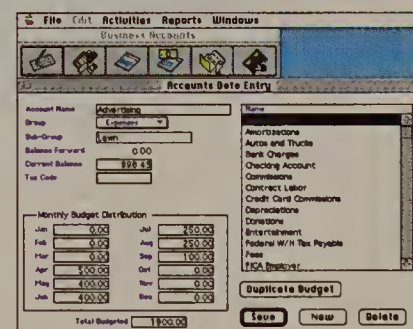 File Edit Activities Reports Windows
Business Accounts
Accounts Data Entry
Account Name Advertising
Group Expenses
Sub-Group Lawn
Balance Forward 0.00
Current Balance 998.45
Tax Code
Name
Amortizations
Autos and Trucks
Bank Charges
Checking Account
Commissions
Contract Labor
Credit Card Commissions
Depreciations
Donations
Entertainment
Federal W/H Tax Payable
Fees
FICA Employer
Monthly Budget Distribution
Jan 0.00 Jul 250.00
Feb 0.00 Aug 250.00
Mar 0.00 Sep 100.00
Apr 500.00 Oct 0.00
May 400.00 Nov 0.00
Jun 400.00 Dec 0.00
Total Budgeted 1900.00
Duplicate Budget
Save New Delete